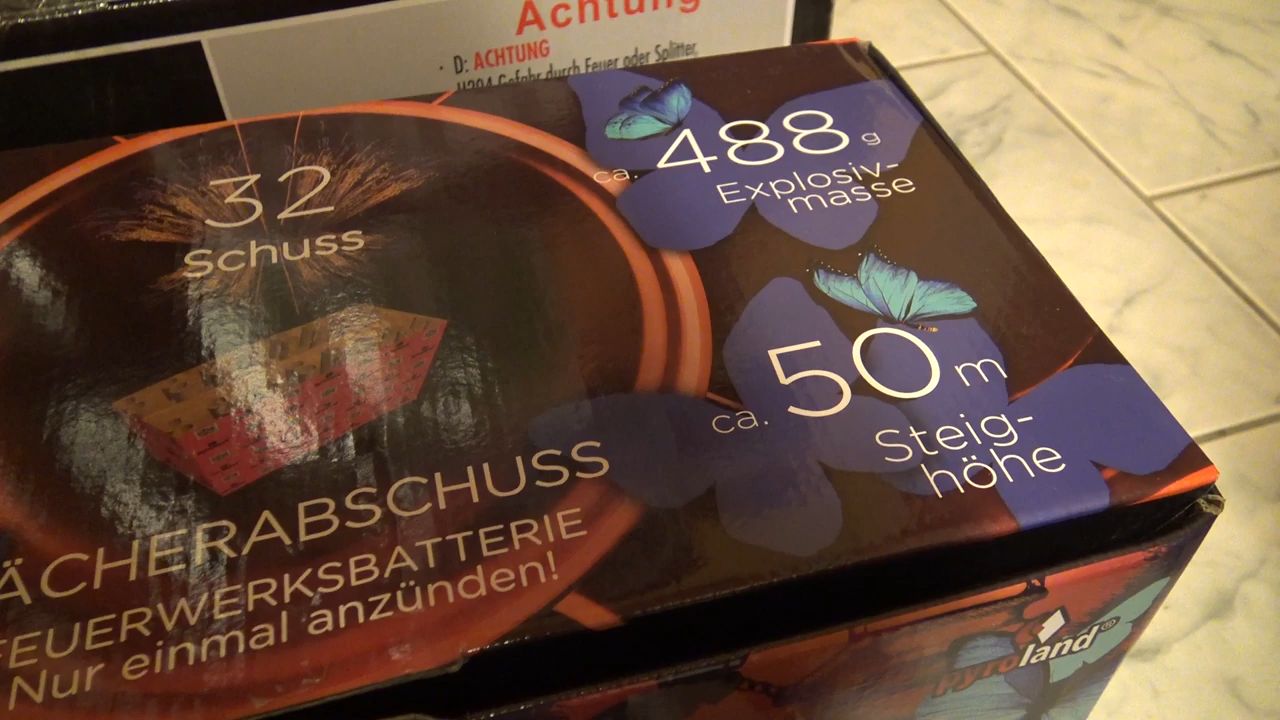 Achtung
· D: ACHTUNG
H204 Gefahr durch Feuer oder Splitter,
32
Schuss
ca. 488 g
Explosiv-
masse
ca. 50 m
Steig-
höhe
ÄCHERABSCHUSS
FEUERWERKSBATTERIE
Nur einmal anzünden!
Pyroland®